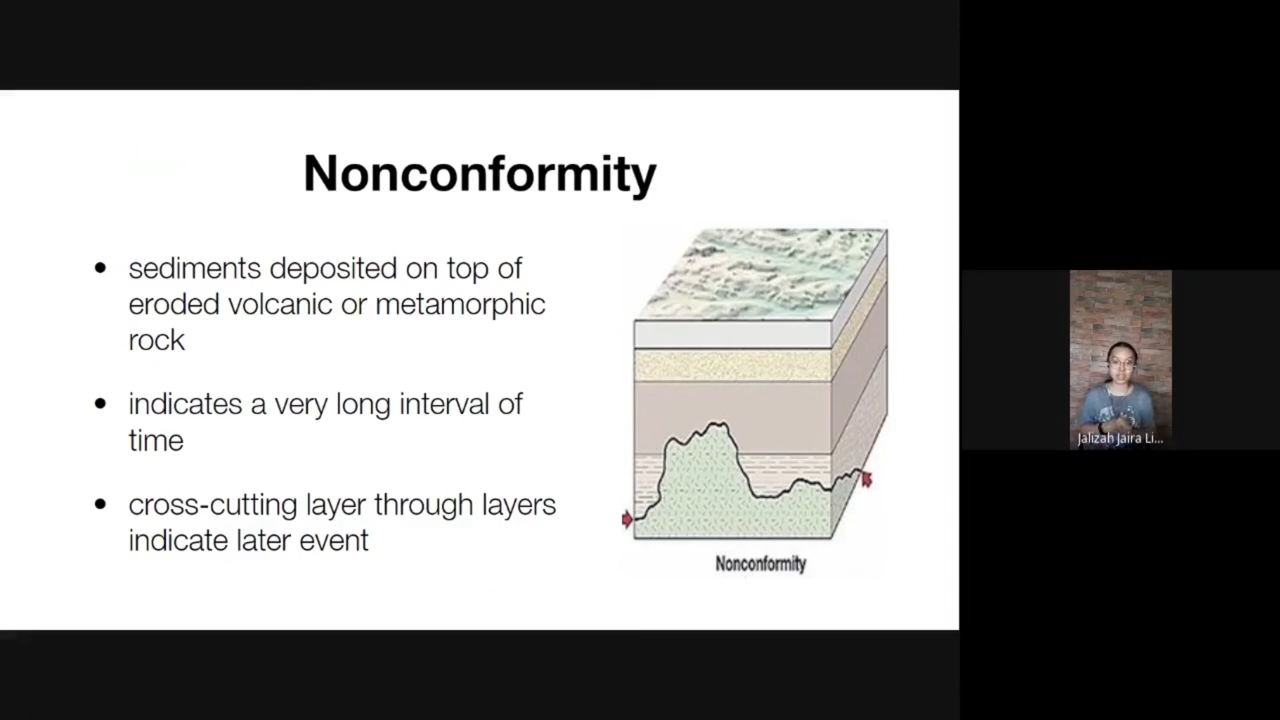 Nonconformity
• sediments deposited on top of
eroded volcanic or metamorphic
rock
• indicates a very long interval of
time
• cross-cutting layer through layers
indicate later event
Nonconformity
Jalizah Jaira Li...